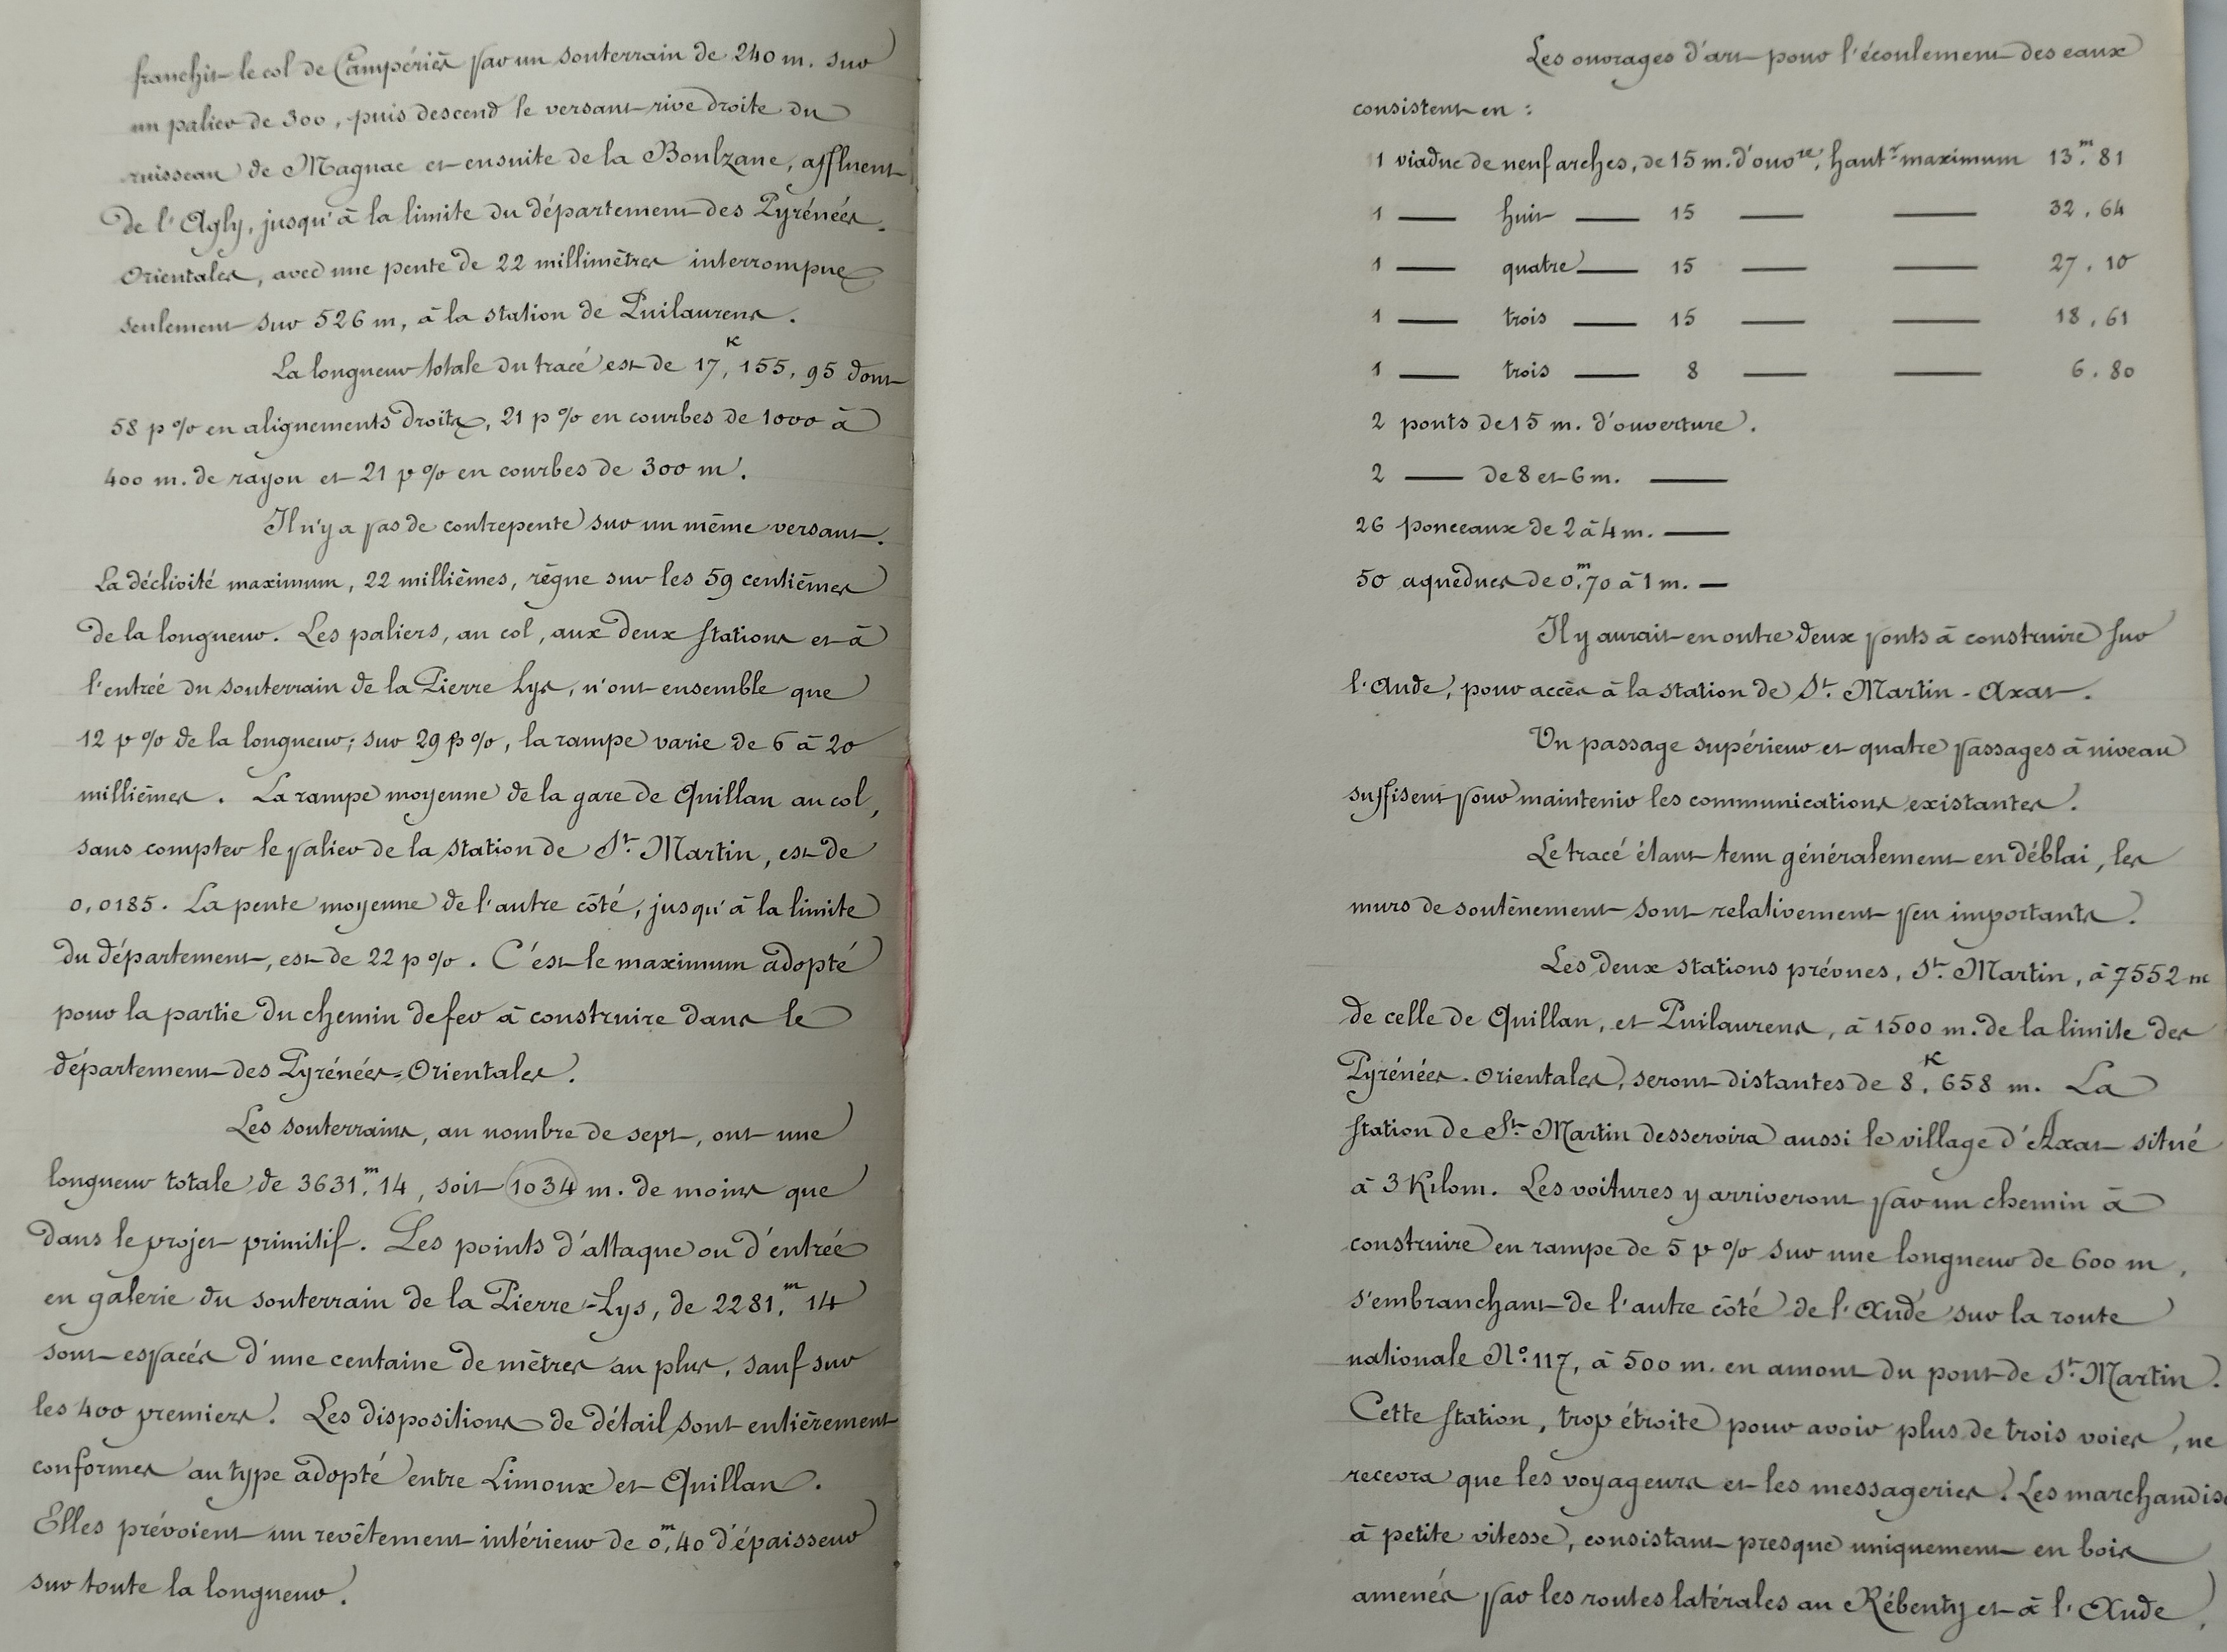 franchit le col de Campériès par un souterrain de 240 m. sur
un palier de 300, puis descend le versant rive droite du
ruisseau de Magnac et ensuite de la Boulzane, affluent
de l'Agly, jusqu'à la limite du département des Pyrénées-
Orientales, avec une pente de 22 millimètres interrompue
seulement sur 526 m, à la station de Puilaurens.
La longueur totale du tracé est de 17,ᴷ 155, 95 dont
58 p % en alignements droits, 21 p % en courbes de 1000 à
400 m. de rayon et 21 p % en courbes de 300 m.
Il n'y a pas de contrepente sur un même versant.
La déclivité maximum, 22 millièmes, règne sur les 59 centièmes
de la longueur. Les paliers, au col, aux deux stations et à
l'entrée du souterrain de la Pierre Lys, n'ont ensemble que
12 p % de la longueur; sur 29 p %, la rampe varie de 6 à 20
millièmes. La rampe moyenne de la gare de Quillan au col,
sans compter le palier de la station de St. Martin, est de
0,0185. La pente moyenne de l'autre côté, jusqu'à la limite
du département, est de 22 p %. C'est le maximum adopté
pour la partie du chemin de fer à construire dans le
département des Pyrénées-Orientales.
Les souterrains, au nombre de sept, ont une
longueur totale de 3631,ᵐ 14, soit 1034 m. de moins que
dans le projet primitif. Les points d'attaque ou d'entrée
en galerie du souterrain de la Pierre-Lys, de 2281,ᵐ 14
sont espacés d'une centaine de mètres au plus, sauf sur
les 400 premiers. Les dispositions de détail sont entièrement
conformes au type adopté entre Limoux et Quillan.
Elles prévoient un revêtement intérieur de 0,ᵐ40 d'épaisseur
sur toute la longueur.
Les ouvrages d'art pour l'écoulement des eaux
consistent en :
1 viaduc de neuf arches, de 15 m. d'ouvre, hautr maximum 13,ᵐ 81
1 — huit — 15 — — 32, 64
1 — quatre — 15 — — 27, 10
1 — trois — 15 — — 18, 61
1 — trois — 8 — — 6. 80
2 ponts de 15 m. d'ouverture.
2 — de 8 et 6 m. —
26 ponceaux de 2 à 4 m. —
50 aqueducs de 0,ᵐ70 à 1 m. —
Il y aurait en outre deux ponts à construire sur
l'Aude, pour accès à la station de St. Martin - Axat.
Un passage supérieur et quatre passages à niveau
suffisent pour maintenir les communications existantes.
Le tracé étant tenu généralement en déblai, les
murs de soutènement sont relativement peu importants.
Les deux stations prévues, St. Martin, à 7552 m
de celle de Quillan, et Puilaurens, à 1500 m. de la limite des
Pyrénées-Orientales, seront distantes de 8,ᴷ 658 m. La
station de St. Martin desservira aussi le village d'Axat situé
à 3 Kilom. Les voitures y arriveront par un chemin à
construire en rampe de 5 p % sur une longueur de 600 m,
s'embranchant de l'autre côté de l'Aude sur la route
nationale No. 117, à 500 m. en amont du pont de St. Martin.
Cette station, trop étroite pour avoir plus de trois voies, ne
recevra que les voyageurs et les messageries. Les marchandis
à petite vitesse, consistant presque uniquement en bois
amenés par les routes latérales au Rébenty et à l'Aude,